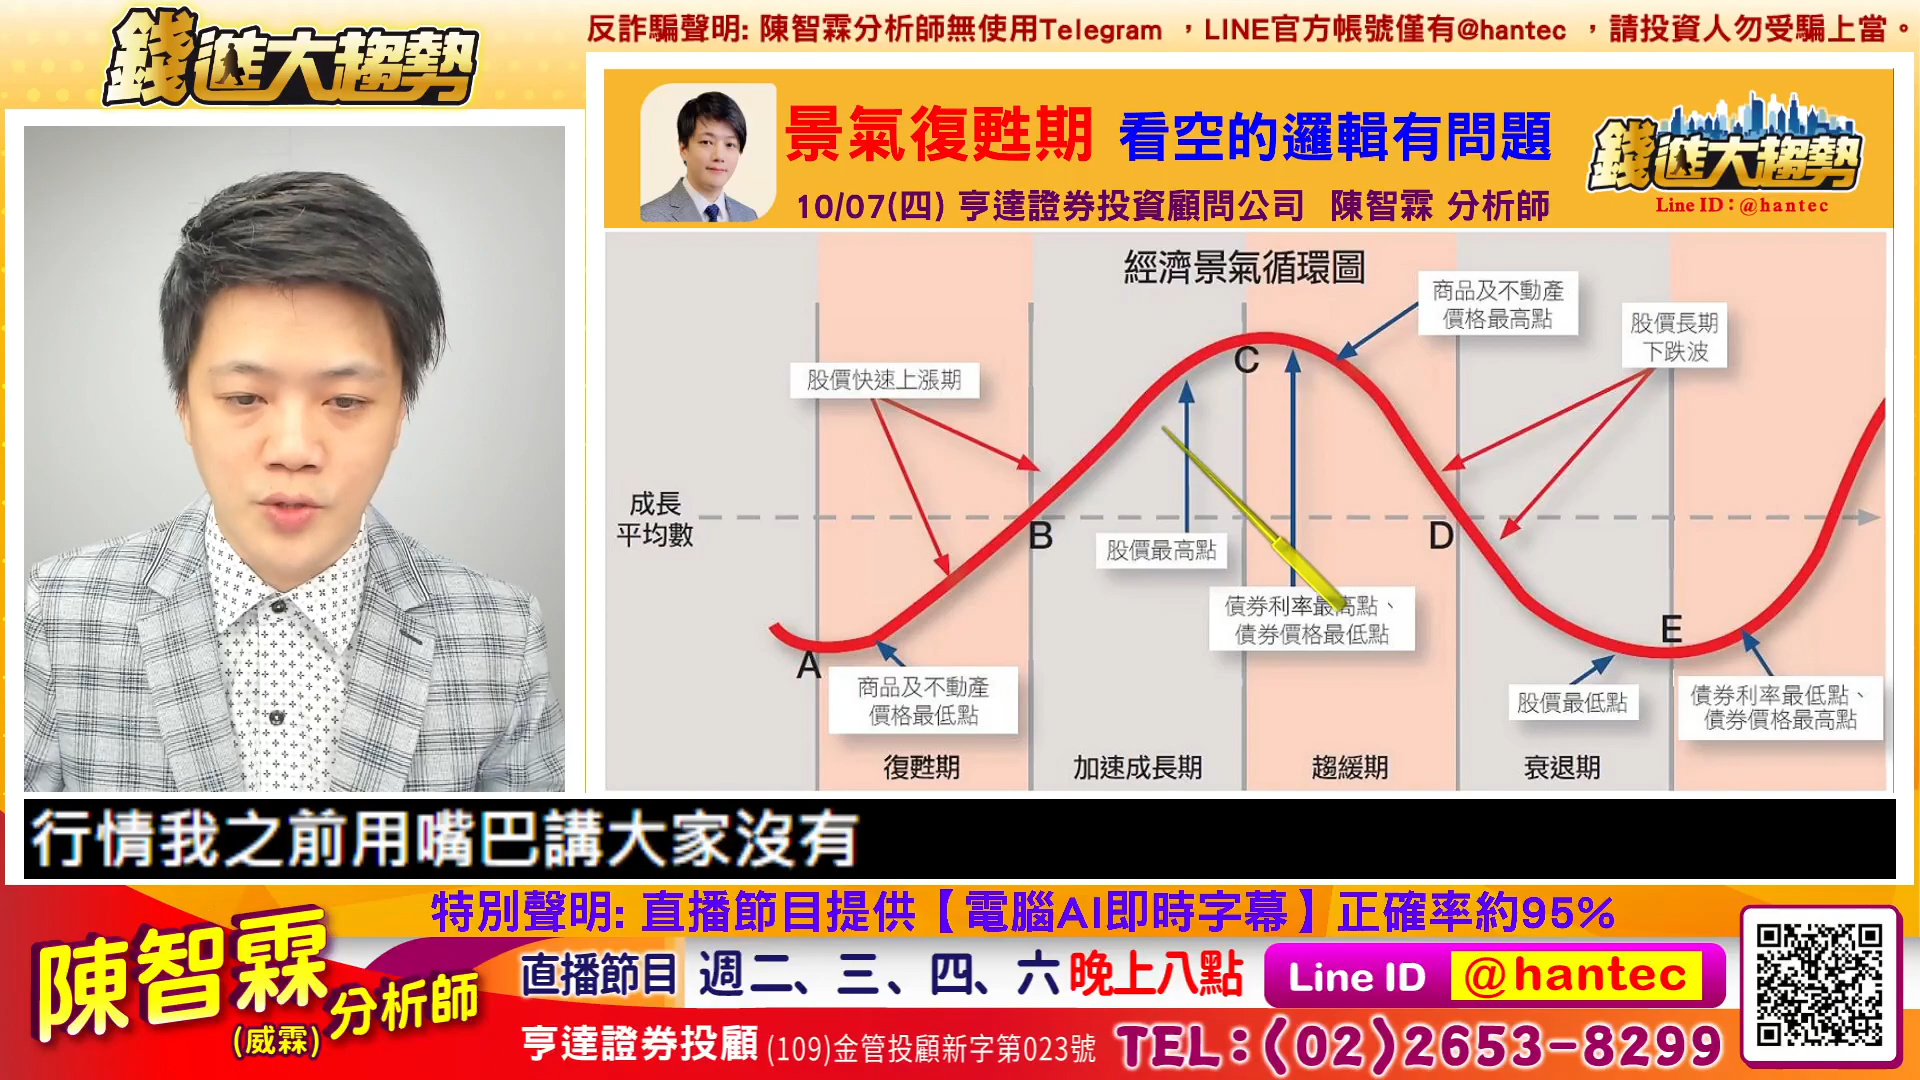 錢進大趨勢
反詐騙聲明: 陳智霖分析師無使用Telegram ，LINE官方帳號僅有@hantec ，請投資人勿受騙上當。
景氣復甦期 看空的邏輯有問題
10/07(四) 亨達證券投資顧問公司 陳智霖 分析師
錢進大趨勢
Line ID：@hantec
經濟景氣循環圖
商品及不動產
價格最高點
股價長期
下跌波
股價快速上漲期
C
成長
平均數
B
D
股價最高點
債券利率最高點、
債券價格最低點
A
E
商品及不動產
價格最低點
股價最低點
債券利率最低點、
債券價格最高點
復甦期
加速成長期
趨緩期
衰退期
行情我之前用嘴巴講大家沒有
特別聲明: 直播節目提供【電腦AI即時字幕】正確率約95%
陳智霖
(威霖)
分析師
直播節目 週二、三、四、六 晚上八點
Line ID @hantec
亨達證券投顧 (109)金管投顧新字第023號 TEL：(02)2653-8299